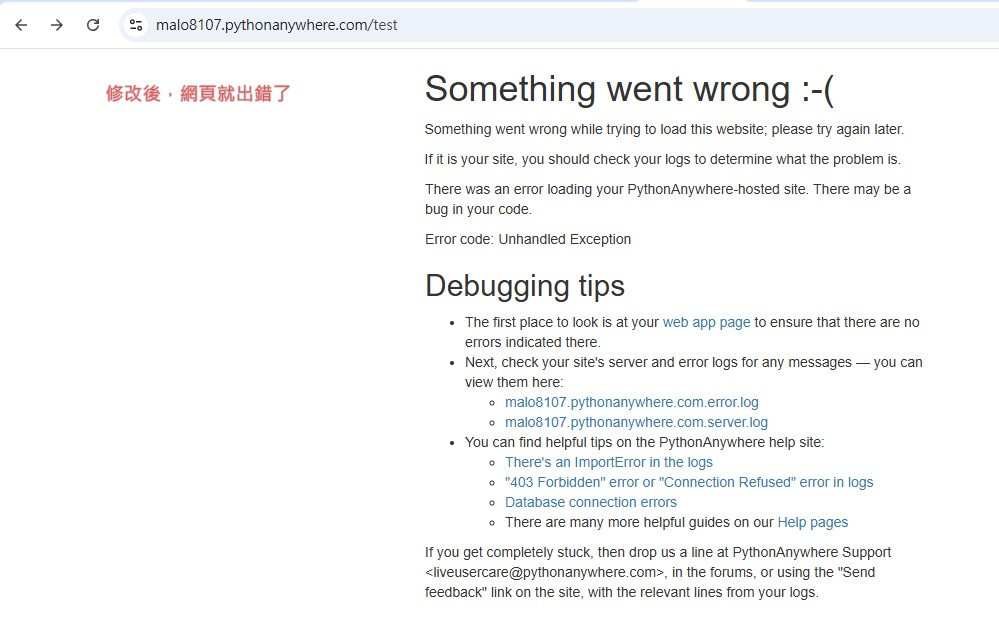 malo8107.pythonanywhere.com/test
修改後，網頁就出錯了
Something went wrong :-(
Something went wrong while trying to load this website; please try again later.
If it is your site, you should check your logs to determine what the problem is.
There was an error loading your PythonAnywhere-hosted site. There may be a
bug in your code.
Error code: Unhandled Exception
Debugging tips
• The first place to look is at your web app page to ensure that there are no
errors indicated there.
• Next, check your site's server and error logs for any messages — you can
view them here:
◦ malo8107.pythonanywhere.com.error.log
◦ malo8107.pythonanywhere.com.server.log
• You can find helpful tips on the PythonAnywhere help site:
◦ There's an ImportError in the logs
◦ "403 Forbidden" error or "Connection Refused" error in logs
◦ Database connection errors
◦ There are many more helpful guides on our Help pages
If you get completely stuck, then drop us a line at PythonAnywhere Support
<liveusercare@pythonanywhere.com>, in the forums, or using the "Send
feedback" link on the site, with the relevant lines from your logs.